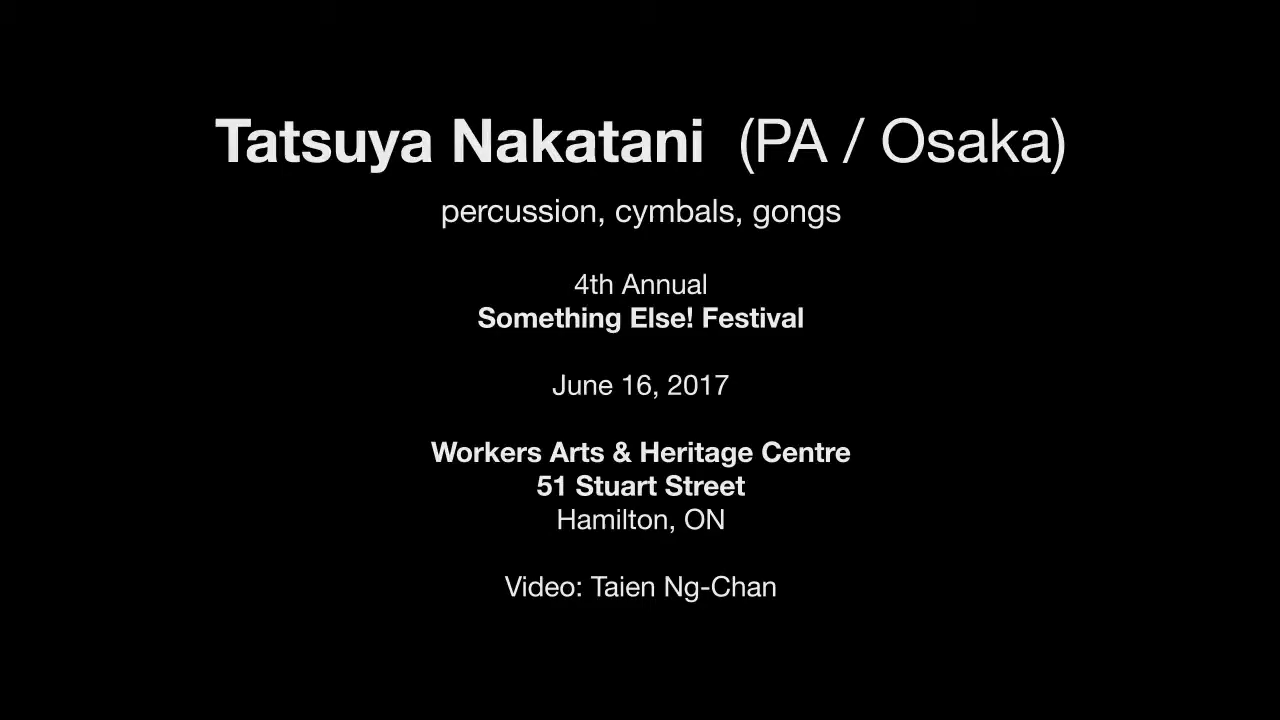 Tatsuya Nakatani (PA / Osaka)
percussion, cymbals, gongs
4th Annual
Something Else! Festival
June 16, 2017
Workers Arts & Heritage Centre
51 Stuart Street
Hamilton, ON
Video: Taien Ng-Chan